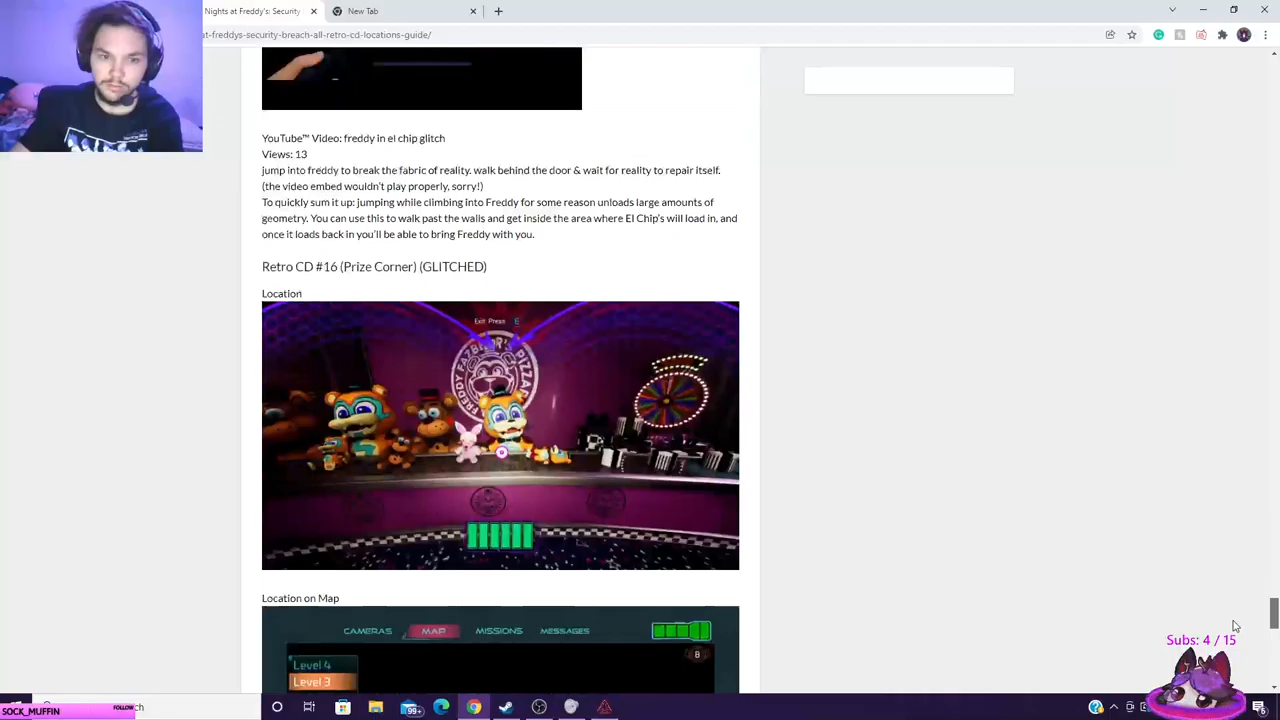 Nights at Freddy's: Security
New Tab
at-freddys-security-breach-all-retro-cd-locations-guide/
YouTube™ Video: freddy in el chip glitch
Views: 13
jump into freddy to break the fabric of reality. walk behind the door & wait for reality to repair itself.
(the video embed wouldn't play properly, sorry!)
To quickly sum it up: jumping while climbing into Freddy for some reason unloads large amounts of
geometry. You can use this to walk past the walls and get inside the area where El Chip's will load in, and
once it loads back in you'll be able to bring Freddy with you.
Retro CD #16 (Prize Corner) (GLITCHED)
Location
Exit Press E
FREDDY FAZBEAR'S PIZZA
Location on Map
CAMERAS MAP MISSIONS MESSAGES
B
Level 4
Level 3
Subs: 4 / 15
SOCK_MUFFIN
FOLLOW
ch
99+